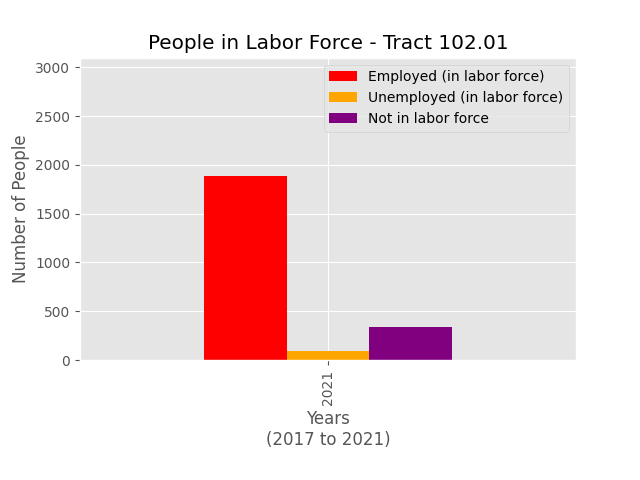 People in Labor Force - Tract 102.01
Employed (in labor force)
Unemployed (in labor force)
Not in labor force
Number of People
3000
2500
2000
1500
1000
500
0
2021
Years
(2017 to 2021)